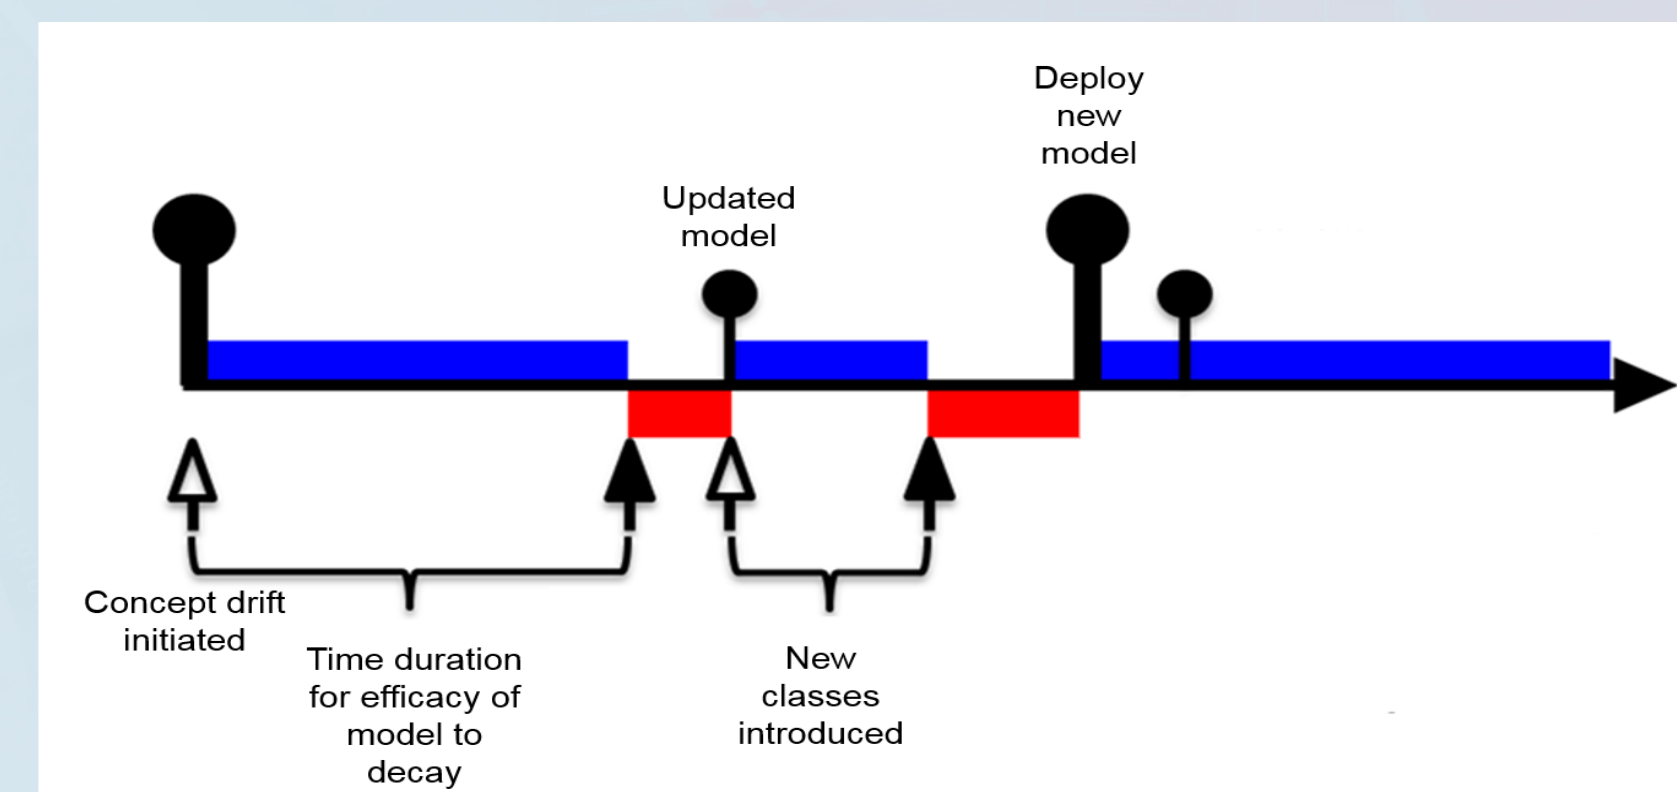 Deploy
new
model
Updated
model
Concept drift
initiated
Time duration
for efficacy of
model to
decay
New
classes
introduced